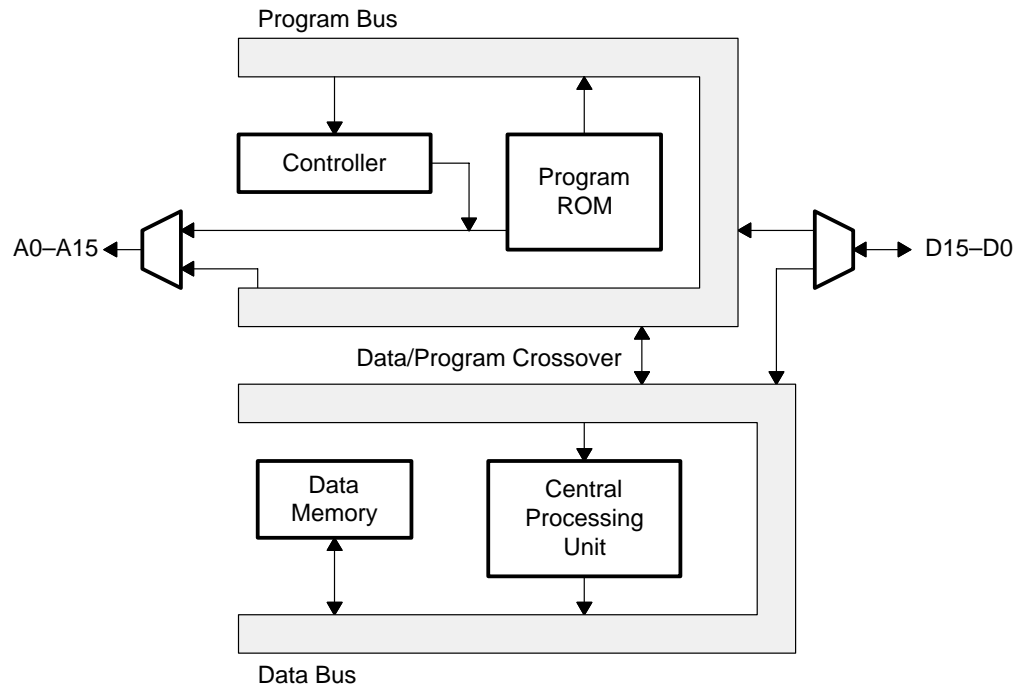 Program Bus
Controller
Program
ROM
A0–A15
D15–D0
Data/Program Crossover
Data
Memory
Central
Processing
Unit
Data Bus